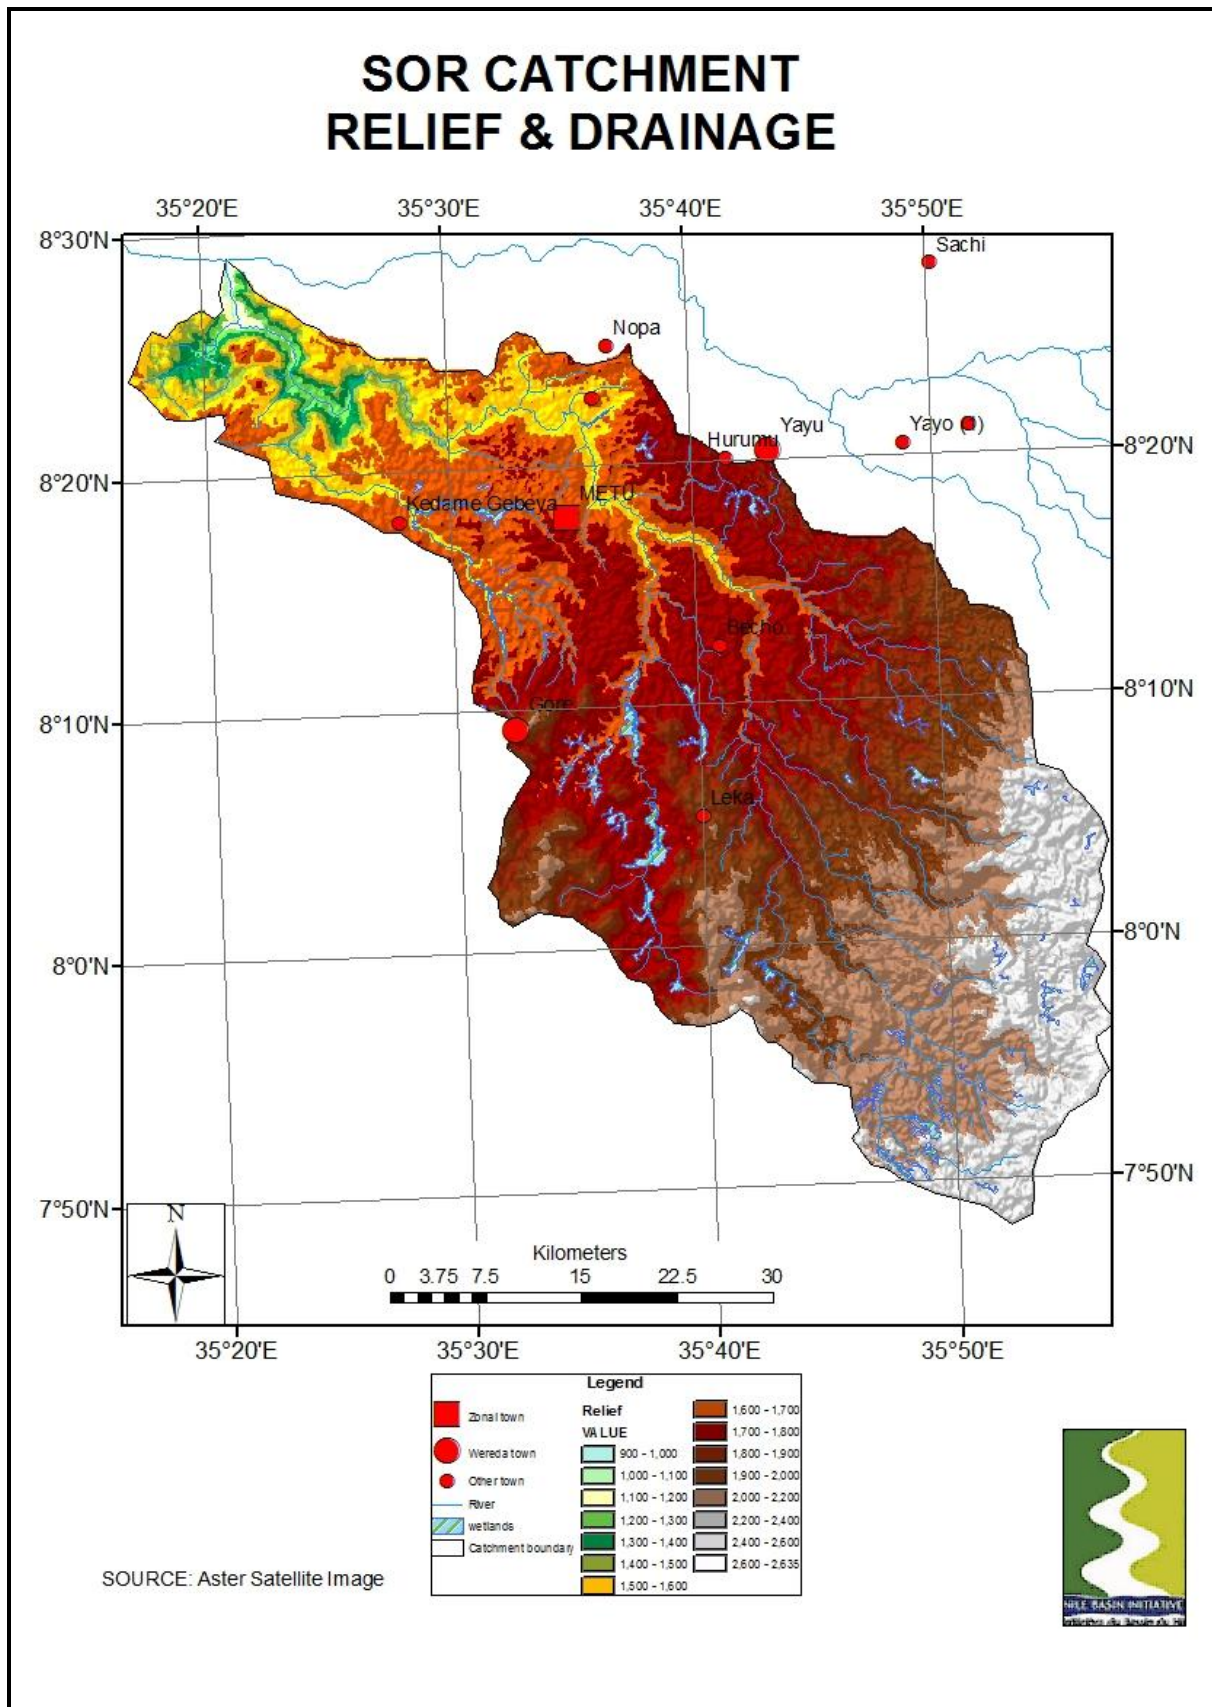 SOR CATCHMENT
RELIEF & DRAINAGE
35°20'E 35°30'E 35°40'E 35°50'E
8°30'N
Sachi
Nopa
Hurumu Yayu Yayo (4)
8°20'N
8°20'N
Kedame Gebeya METU
Becho
8°10'N
8°10'N
Gore
Leka
8°0'N
8°0'N
7°50'N
7°50'N
N
Kilometers
0 3.75 7.5 15 22.5 30
35°20'E 35°30'E 35°40'E 35°50'E
Legend
Zonal town
Wereda town
Other town
River
wetlands
Catchment boundary
Relief
VALUE
900 - 1,000
1,000 - 1,100
1,100 - 1,200
1,200 - 1,300
1,300 - 1,400
1,400 - 1,500
1,500 - 1,600
1,600 - 1,700
1,700 - 1,800
1,800 - 1,900
1,900 - 2,000
2,000 - 2,200
2,200 - 2,400
2,400 - 2,600
2,600 - 2,635
SOURCE: Aster Satellite Image
NILE BASIN INITIATIVE
du Bassin du